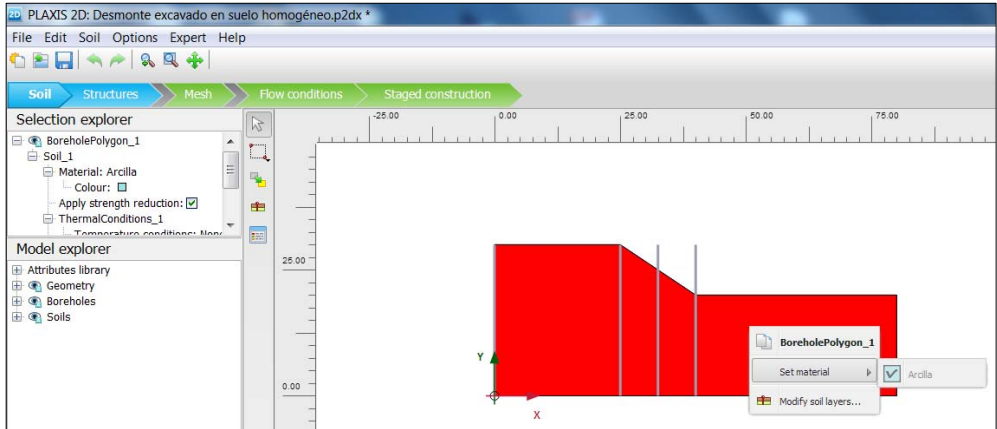 PLAXIS 2D: Desmonte excavado en suelo homogéneo.p2dx *
File Edit Soil Options Expert Help
Soil Structures Mesh Flow conditions Staged construction
Selection explorer
BoreholePolygon_1
Soil_1
Material: Arcilla
Colour:
Apply strength reduction:
ThermalConditions_1
Temperature conditions: None
Model explorer
Attributes library
Geometry
Boreholes
Soils
-25.00 0.00 25.00 50.00 75.00
25.00
0.00
Y
X
BoreholePolygon_1
Set material
Arcilla
Modify soil layers...